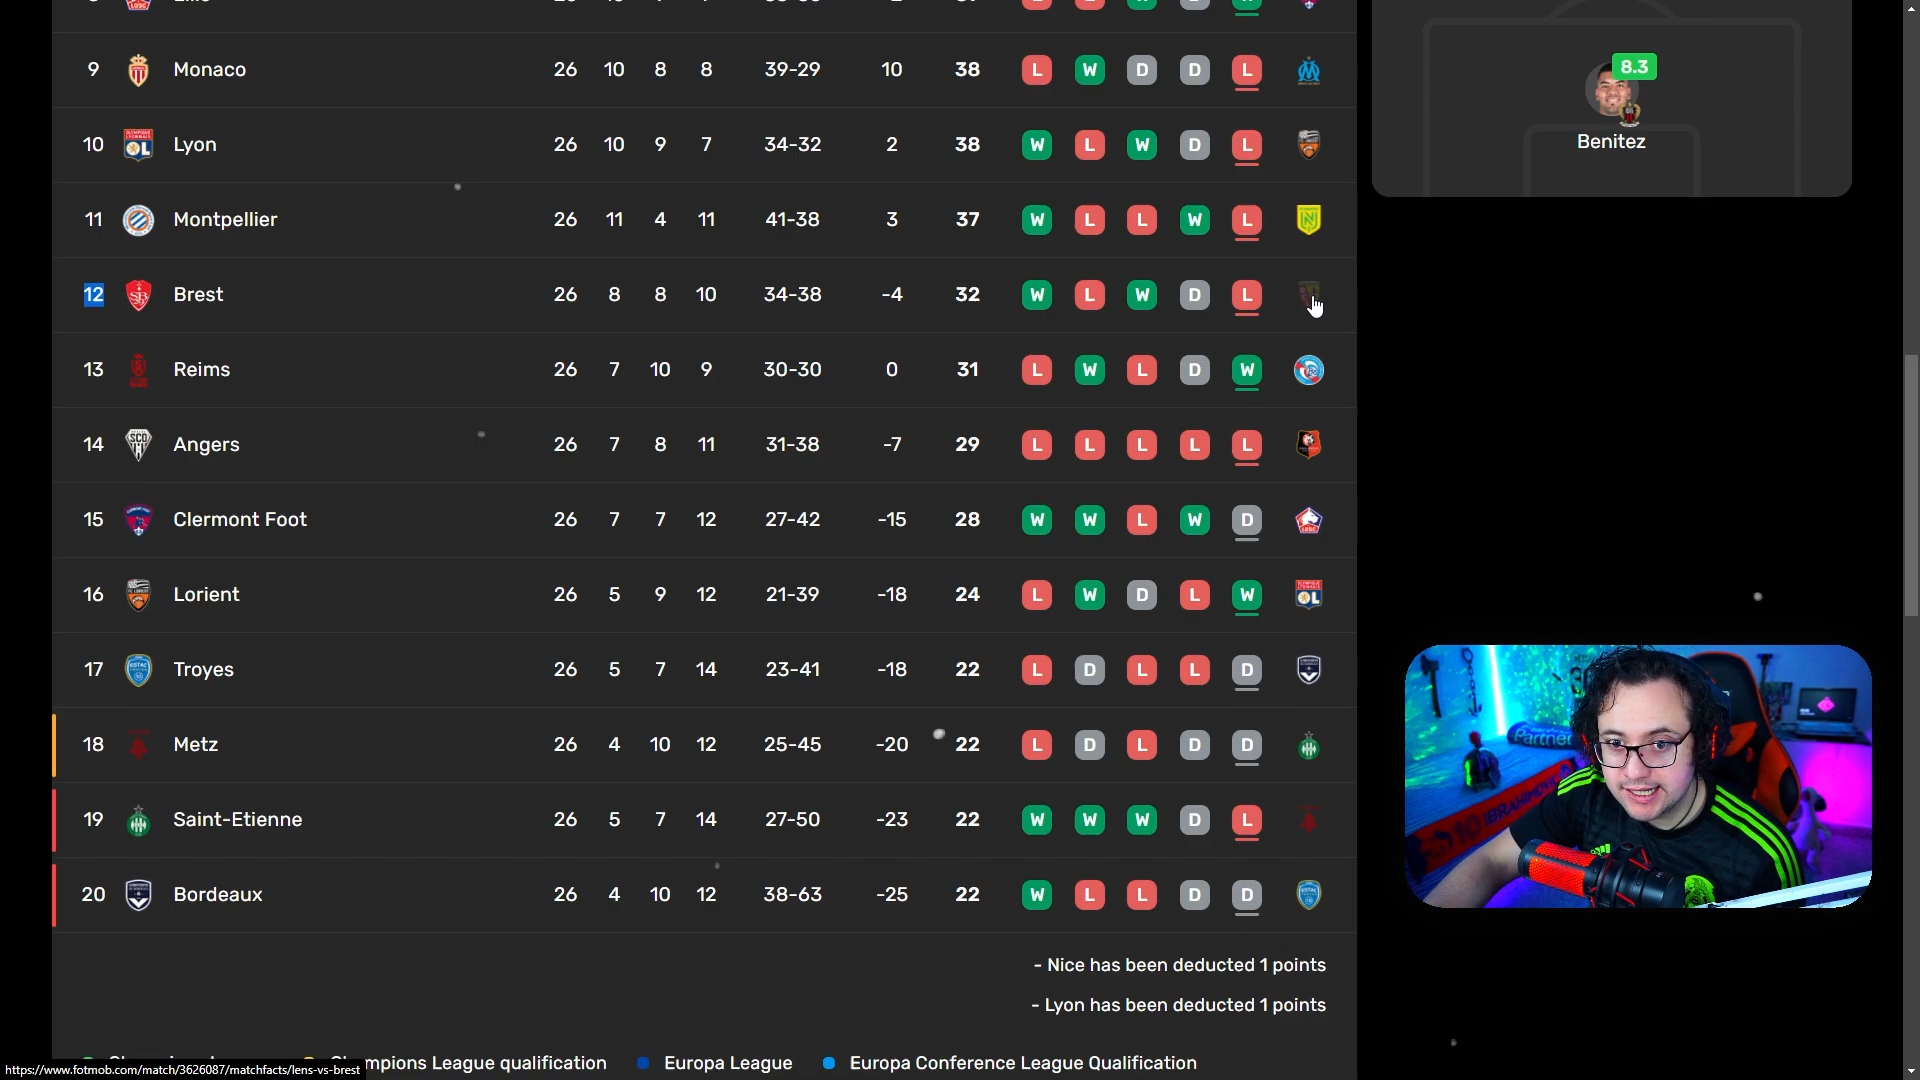 9 Monaco 26 10 8 8 39-29 10 38 L W D D L
10 Lyon 26 10 9 7 34-32 2 38 W L W D L
11 Montpellier 26 11 4 11 41-38 3 37 W L L W L
12 Brest 26 8 8 10 34-38 -4 32 W L W D L
13 Reims 26 7 10 9 30-30 0 31 L W L D W
14 Angers 26 7 8 11 31-38 -7 29 L L L L L
15 Clermont Foot 26 7 7 12 27-42 -15 28 W W L W D
16 Lorient 26 5 9 12 21-39 -18 24 L W D L W
17 Troyes 26 5 7 14 23-41 -18 22 L D L L D
18 Metz 26 4 10 12 25-45 -20 22 L D L D D
19 Saint-Etienne 26 5 7 14 27-50 -23 22 W W W D L
20 Bordeaux 26 4 10 12 38-63 -25 22 W L L D D
- Nice has been deducted 1 points
- Lyon has been deducted 1 points
mpions League qualification Europa League Europa Conference League Qualification
https://www.fotmob.com/match/3626087/matchfacts/lens-vs-brest
8.3
Benitez
Partner
10 IBRAHIMOVI